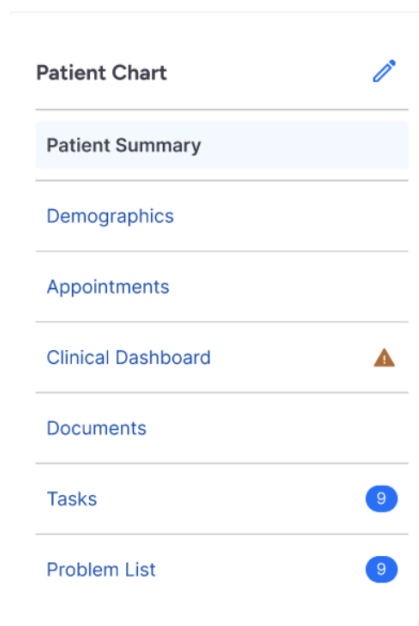 Patient Chart
Patient Summary
Demographics
Appointments
Clinical Dashboard
Documents
Tasks 9
Problem List 9